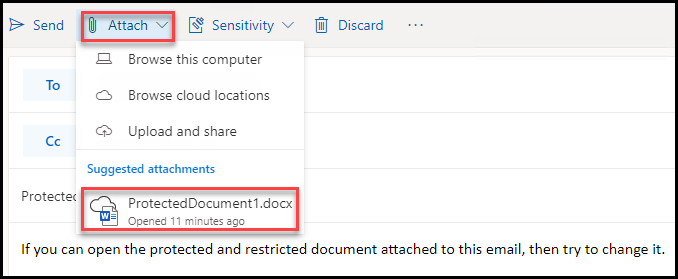 Send Attach Sensitivity Discard ...
Browse this computer
To
Browse cloud locations
Upload and share
Cc
Suggested attachments
Protected
ProtectedDocument1.docx
Opened 11 minutes ago
If you can open the protected and restricted document attached to this email, then try to change it.